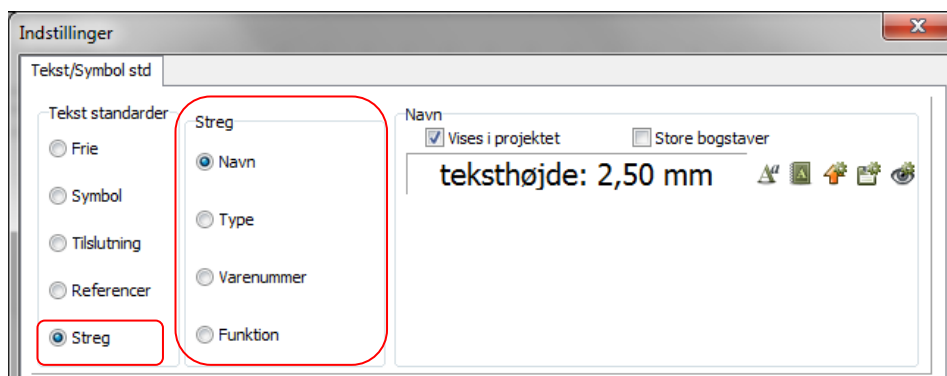 Indstillinger
Tekst/Symbol std
Tekst standarder
Frie
Symbol
Tilslutning
Referencer
Streg
Streg
Navn
Type
Varenummer
Funktion
Navn
Vises i projektet
Store bogstaver
teksthøjde: 2,50 mm